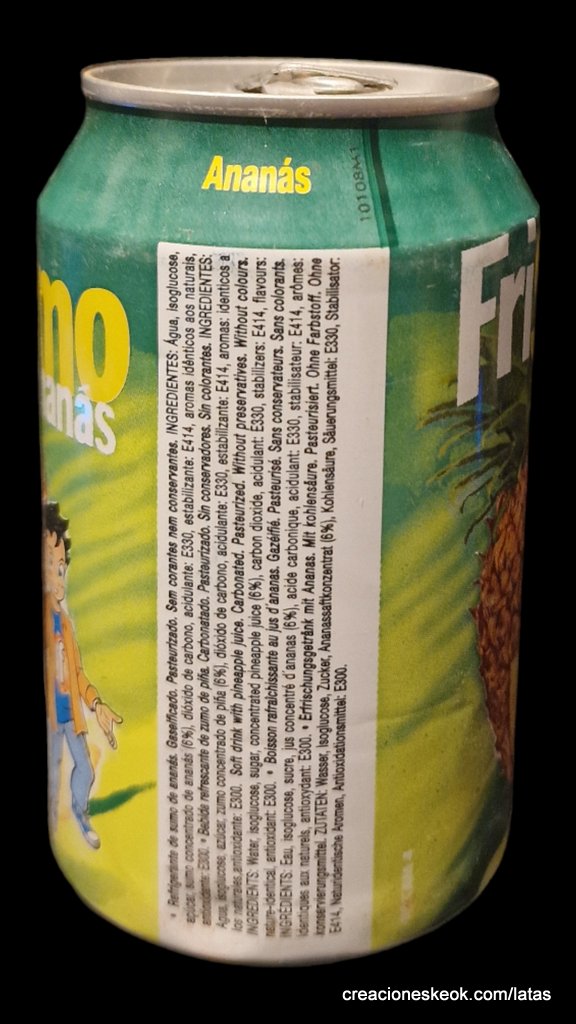 Ananás
10108M1
mo
ananás
Fri
• Refrigerante de sumo de ananás. Gaseificado. Pasteurizado. Sem corantes nem conservantes. INGREDIENTES: Água, isoglucose,
açúcar, sumo concentrado de ananás (6%), dióxido de carbono, acidulante: E330, estabilizante: E414, aromas idênticos aos naturais,
antioxidante: E300. • Bebida refrescante de zumo de piña. Carbonatado. Pasteurizado. Sin conservadores. Sin colorantes. INGREDIENTES:
Agua, isoglucose, azúcar, zumo concentrado de piña (6%), dióxido de carbono, acidulante: E330, estabilizante: E414, aromas: identicos a
los naturales,antioxidante: E300. Soft drink with pineapple juice. Carbonated. Pasteurized. Without preservatives. Without colours.
INGREDIENTS: Water, isoglucose, sugar, concentrated pineapple juice (6%), carbon dioxide, acidulant: E330, stabilizers: E414, flavours:
nature-identical, antioxidant: E300. • Boisson rafraîchissante au jus d'ananas. Gazéifié. Pasteurisé. Sans conservateurs. Sans colorants.
INGREDIENTS: Eau, isoglucose, sucre, jus concentré d'ananas (6%), acide carbonique, acidulant: E330, stabilisateur: E414, arômes:
identiques aux naturels, antioxydant: E300. • Erfrischungsgetränk mit Ananas. Mit kohlensäure. Pasteurisiert. Ohne Farbstoff. Ohne
konservierungsmittel. ZUTATEN: Wasser, Isoglucose, Zucker, Ananassaftkonzentrat (6%), Kohlensäure, Säuerungsmittel: E330, Stabilisator:
E414, Naturidentische Aromen, Antioxidationsmittel: E300.
creacioneskeok.com/latas